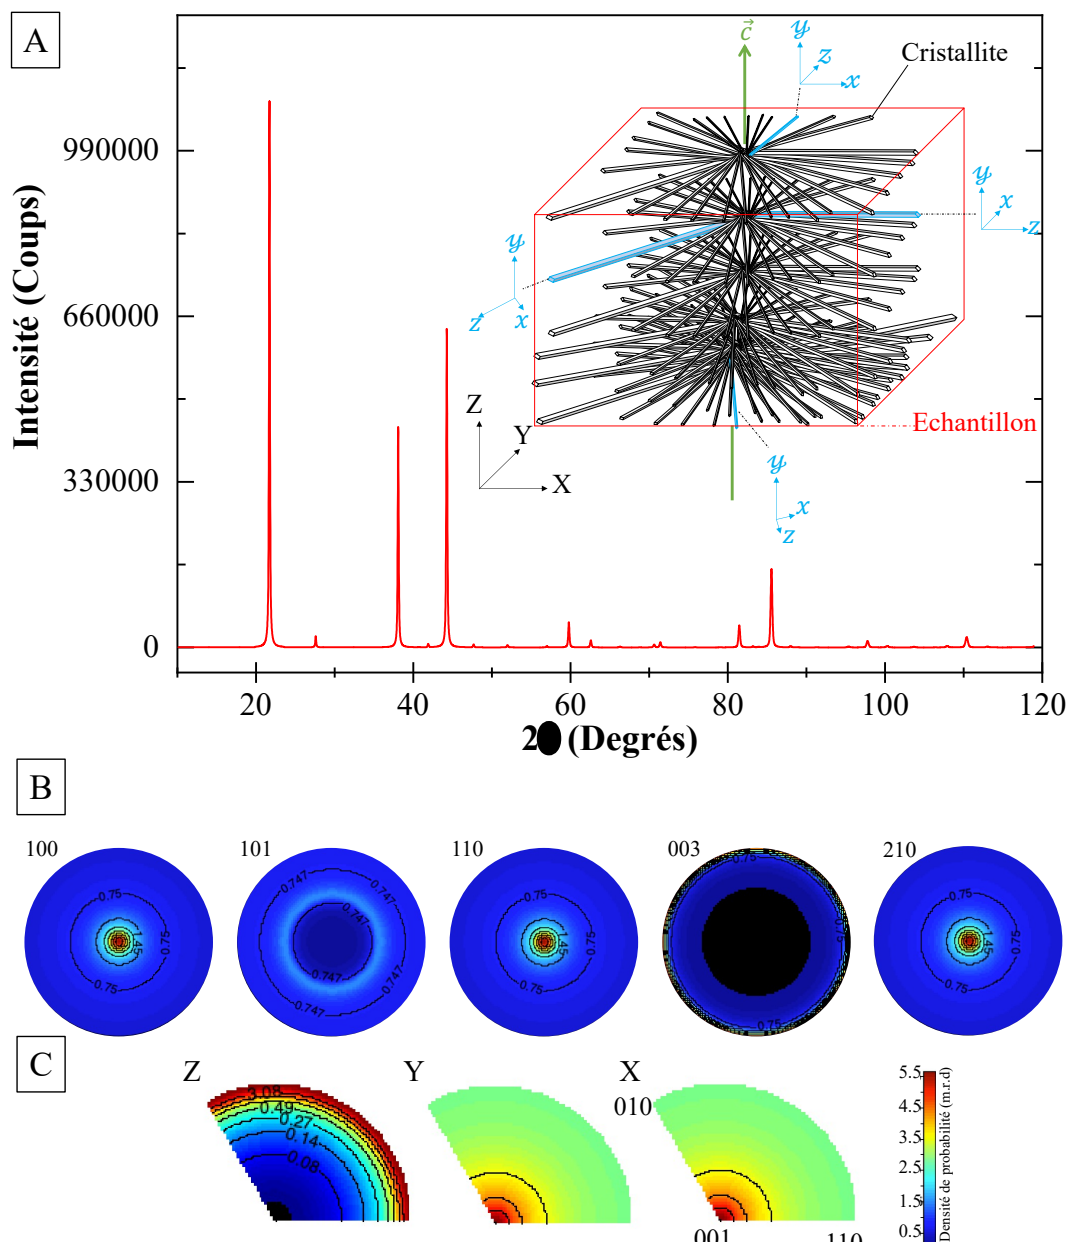 A
Intensité (Coups)
990000
660000
330000
0
20
40
60
80
100
120
2 (Degrés)
c
y
z
x
Cristallite
y
x
z
y
z
x
Echantillon
Z
Y
X
y
x
z
B
100
101
110
003
210
0.75
1.45
0.75
0.75
0.747
0.747
0.747
0.747
0.75
1.45
0.75
0.75
0.75
0.75
0.75
1.45
0.75
0.75
C
Z
Y
X
3.08
0.49
0.27
0.14
0.08
010
001
110
5.5
4.5
3.5
2.5
1.5
0.5
Densité de probabilité (m.r.d)